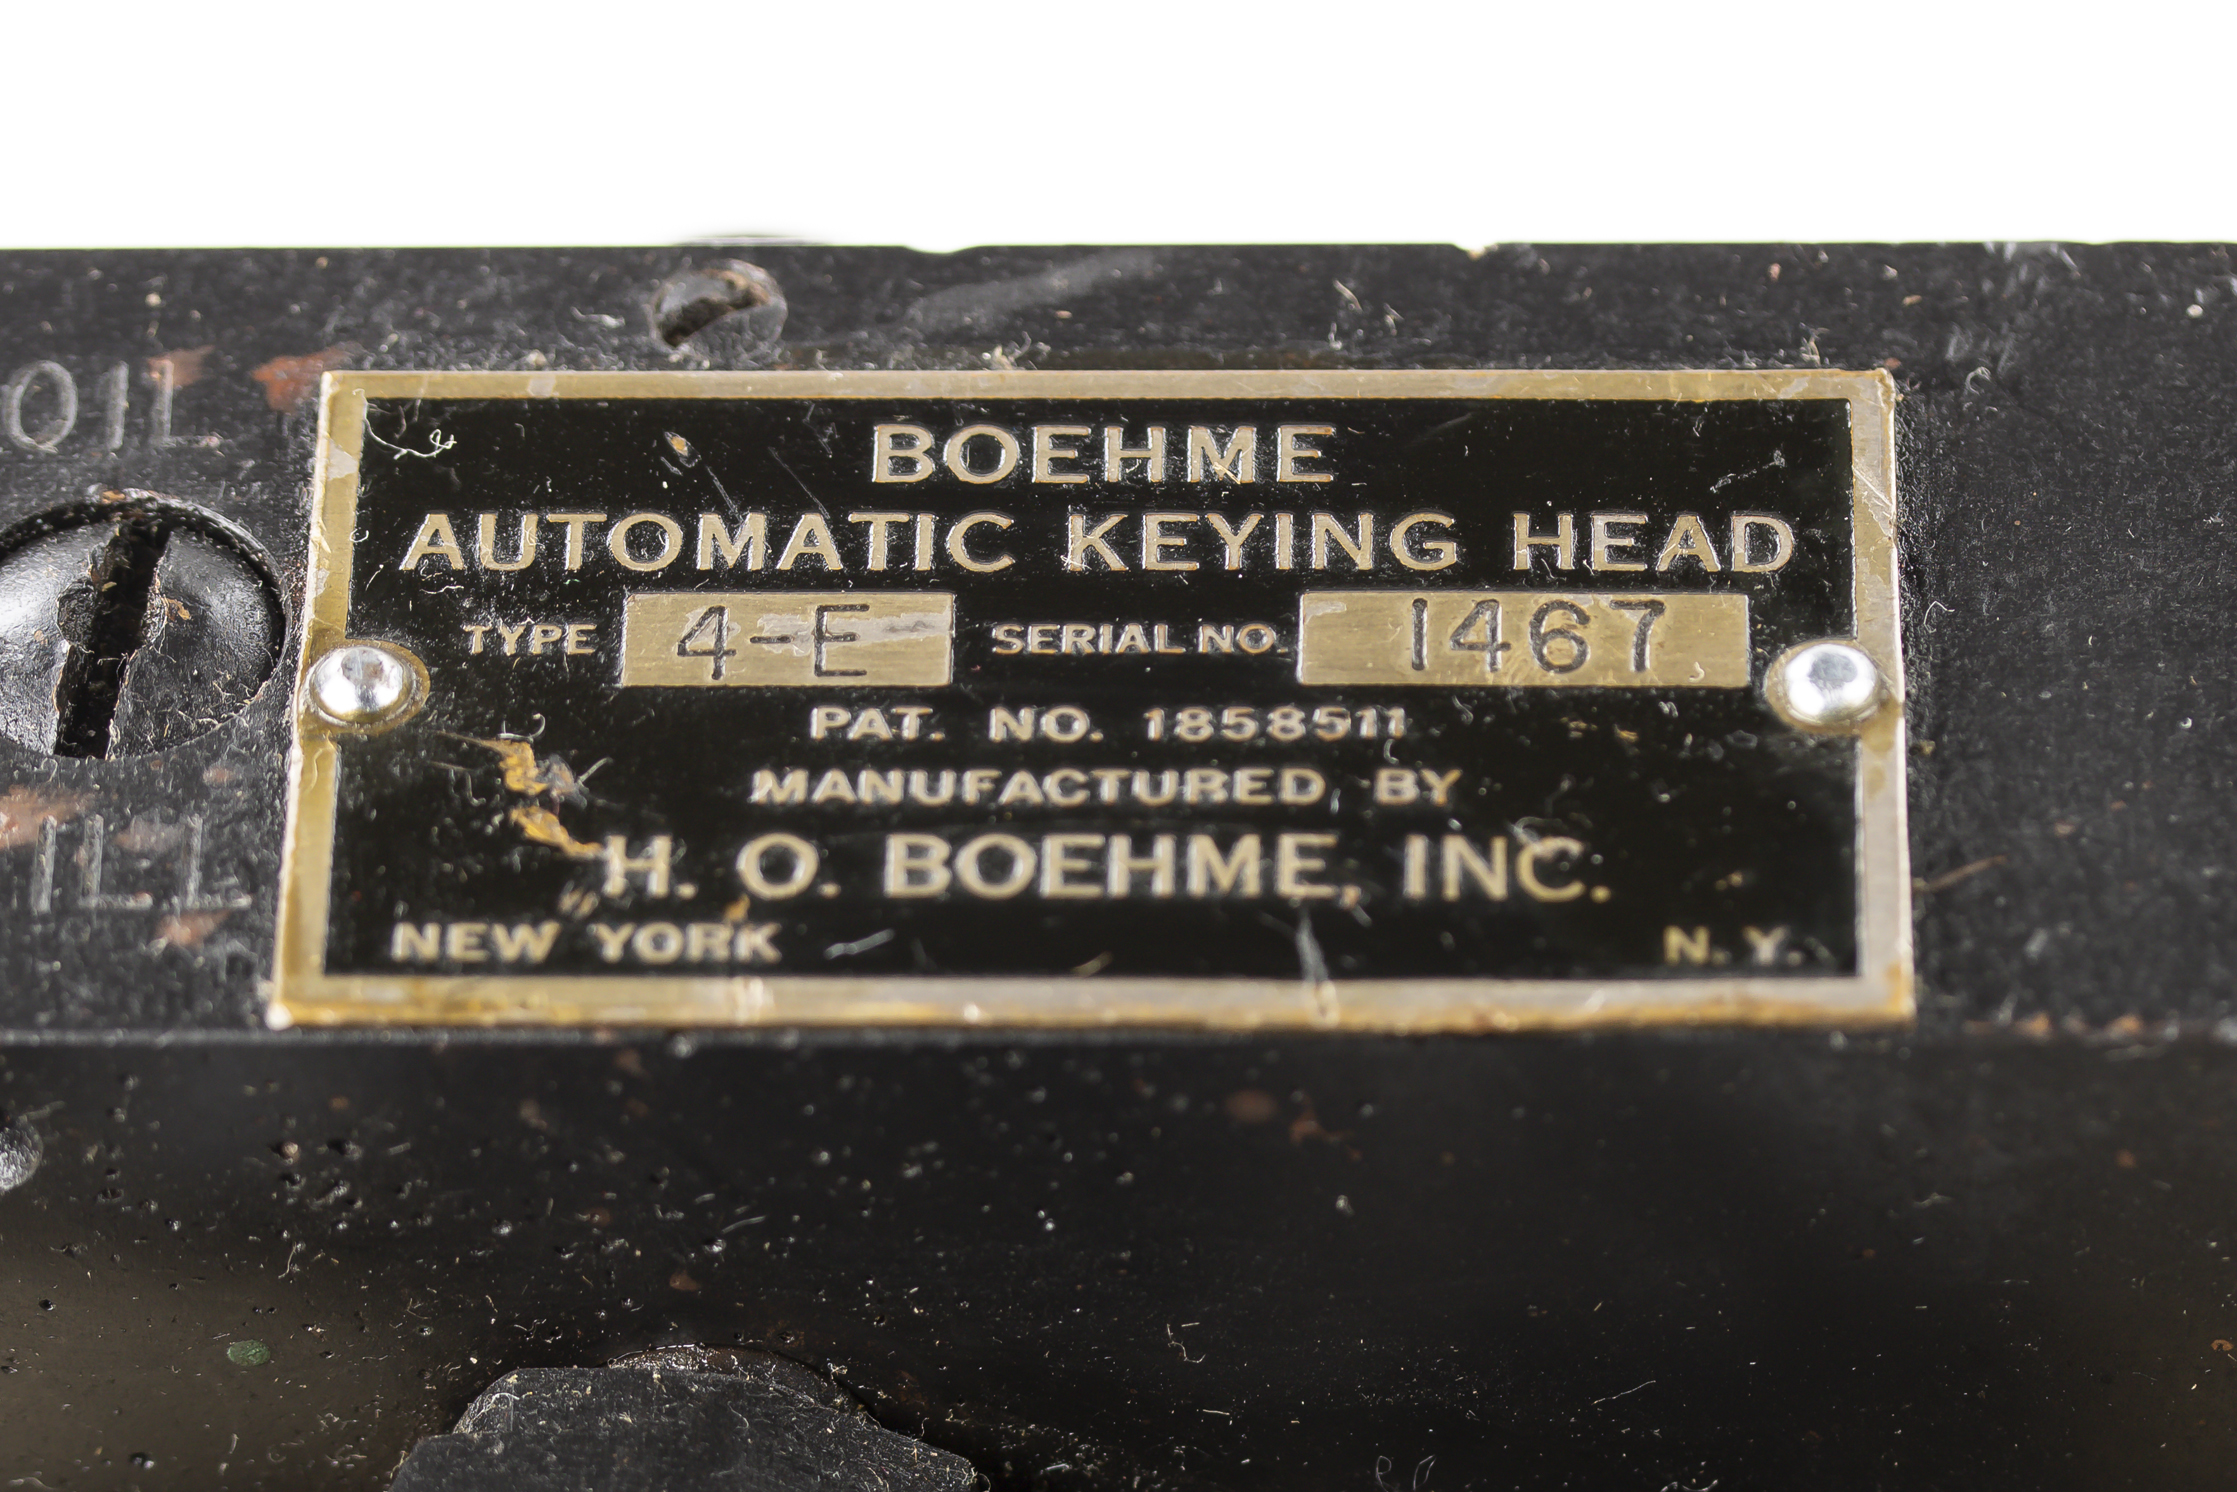 OIL
BOEHME
AUTOMATIC KEYING HEAD
TYPE 4-E SERIAL NO. 1467
PAT. NO. 1858511
MANUFACTURED BY
H. O. BOEHME, INC.
NEW YORK N. Y.